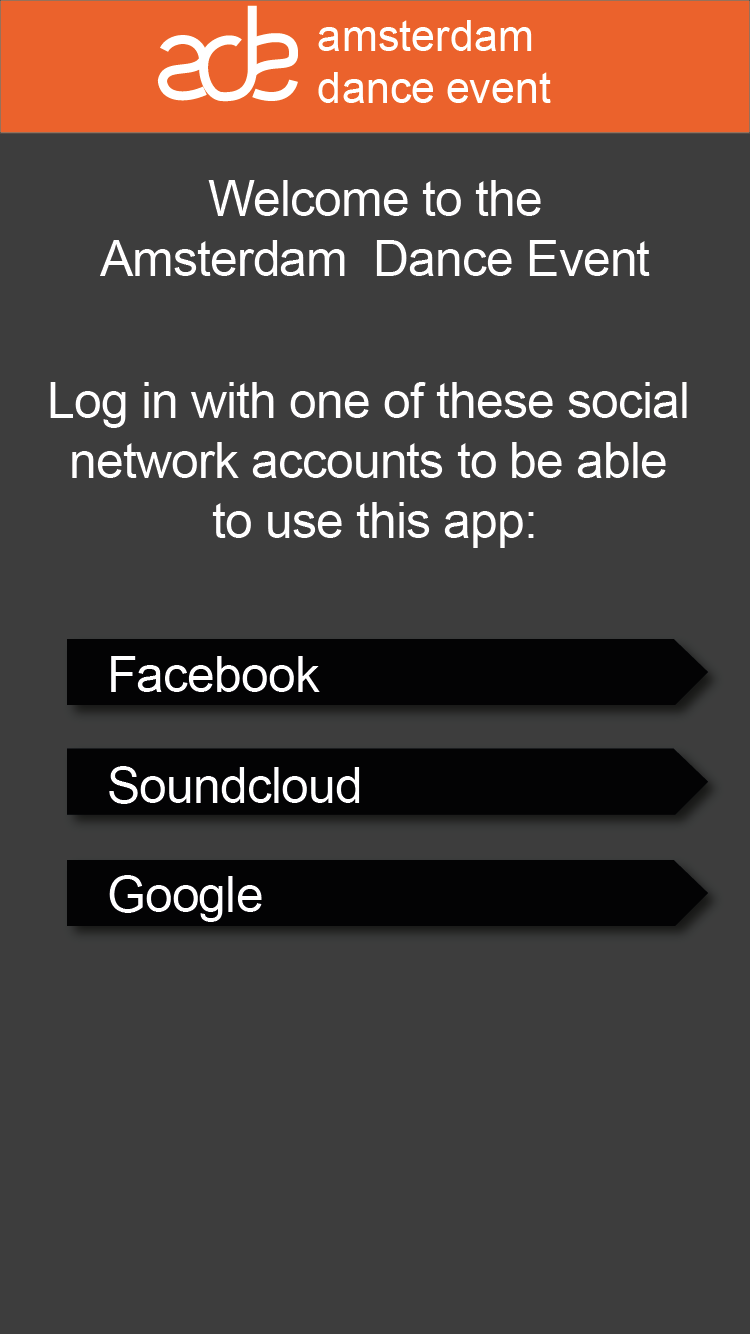 ade
amsterdam
dance event
Welcome to the
Amsterdam  Dance Event
Log in with one of these social
network accounts to be able
to use this app:
Facebook
Soundcloud
Google